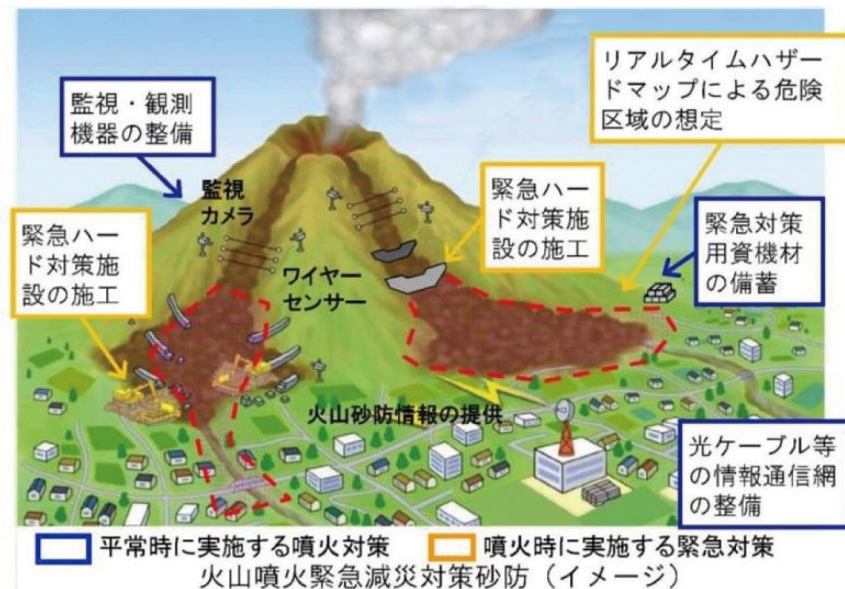 監視・観測
機器の整備
リアルタイムハザー
ドマップによる危険
区域の想定
監視
カメラ
緊急ハー
ド対策施
設の施工
緊急対策
用資機材
の備蓄
緊急ハー
ド対策施
設の施工
ワイヤー
センサー
火山砂防情報の提供
光ケーブル等
の情報通信網
の整備
平常時に実施する噴火対策
噴火時に実施する緊急対策
火山噴火緊急減災対策砂防（イメージ）